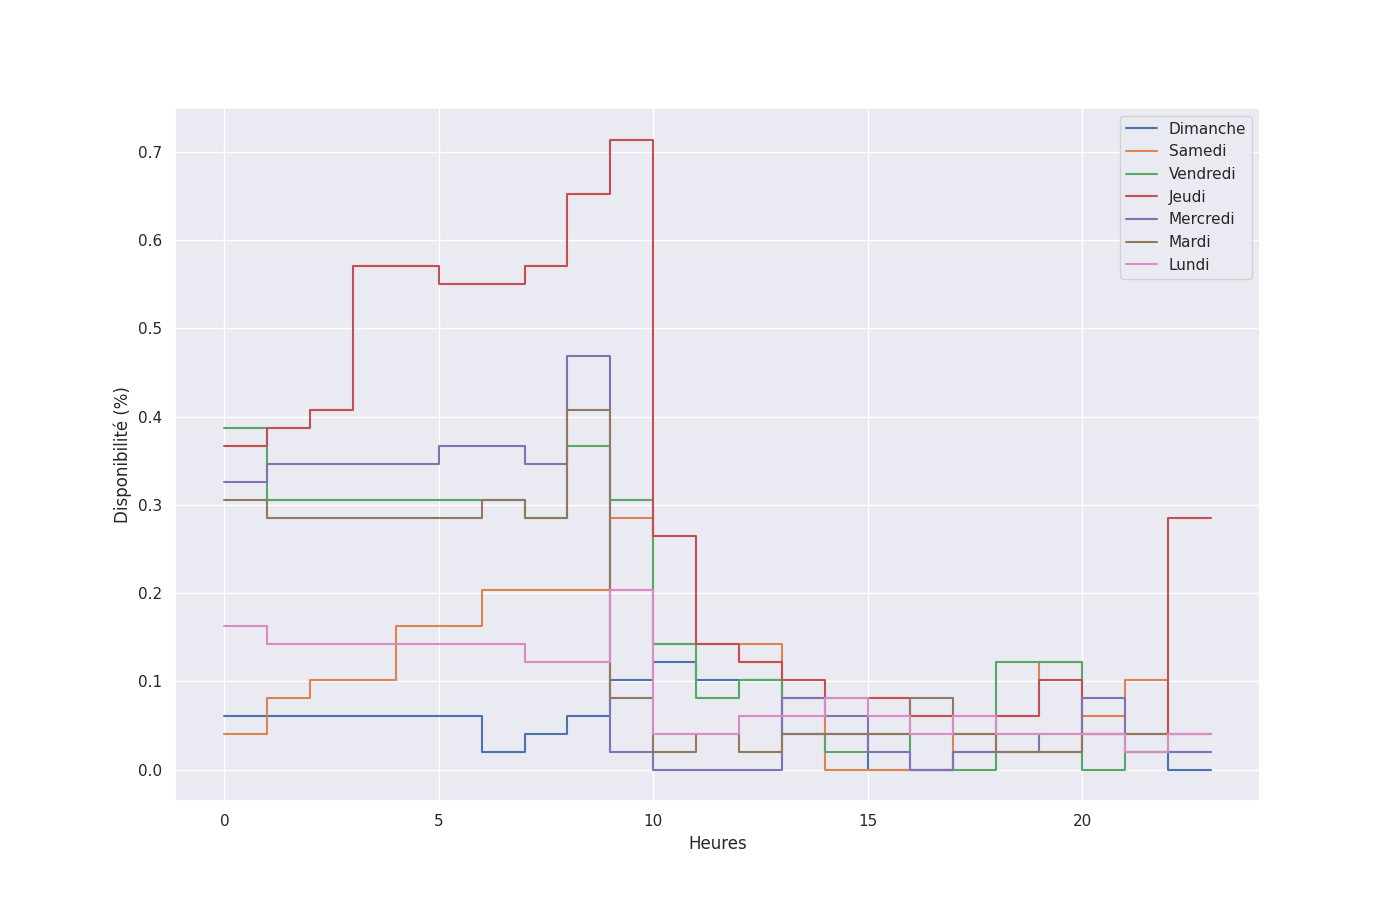 Disponibilité (%)
0.7
0.6
0.5
0.4
0.3
0.2
0.1
0.0
0 5 10 15 20
Heures
Dimanche
Samedi
Vendredi
Jeudi
Mercredi
Mardi
Lundi